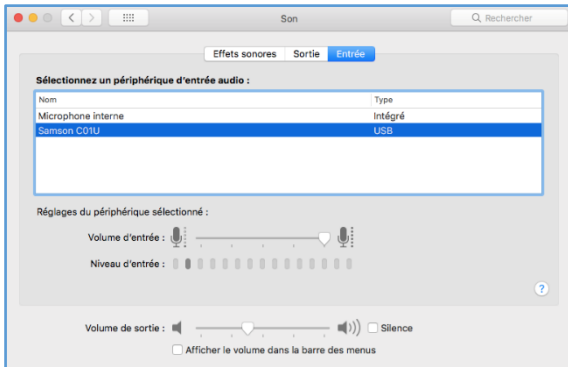 Son
Rechercher
Effets sonores Sortie Entrée
Sélectionnez un périphérique d'entrée audio :
Nom Type
Microphone interne Intégré
Samson C01U USB
Réglages du périphérique sélectionné :
Volume d'entrée :
Niveau d'entrée :
?
Volume de sortie : Silence
Afficher le volume dans la barre des menus